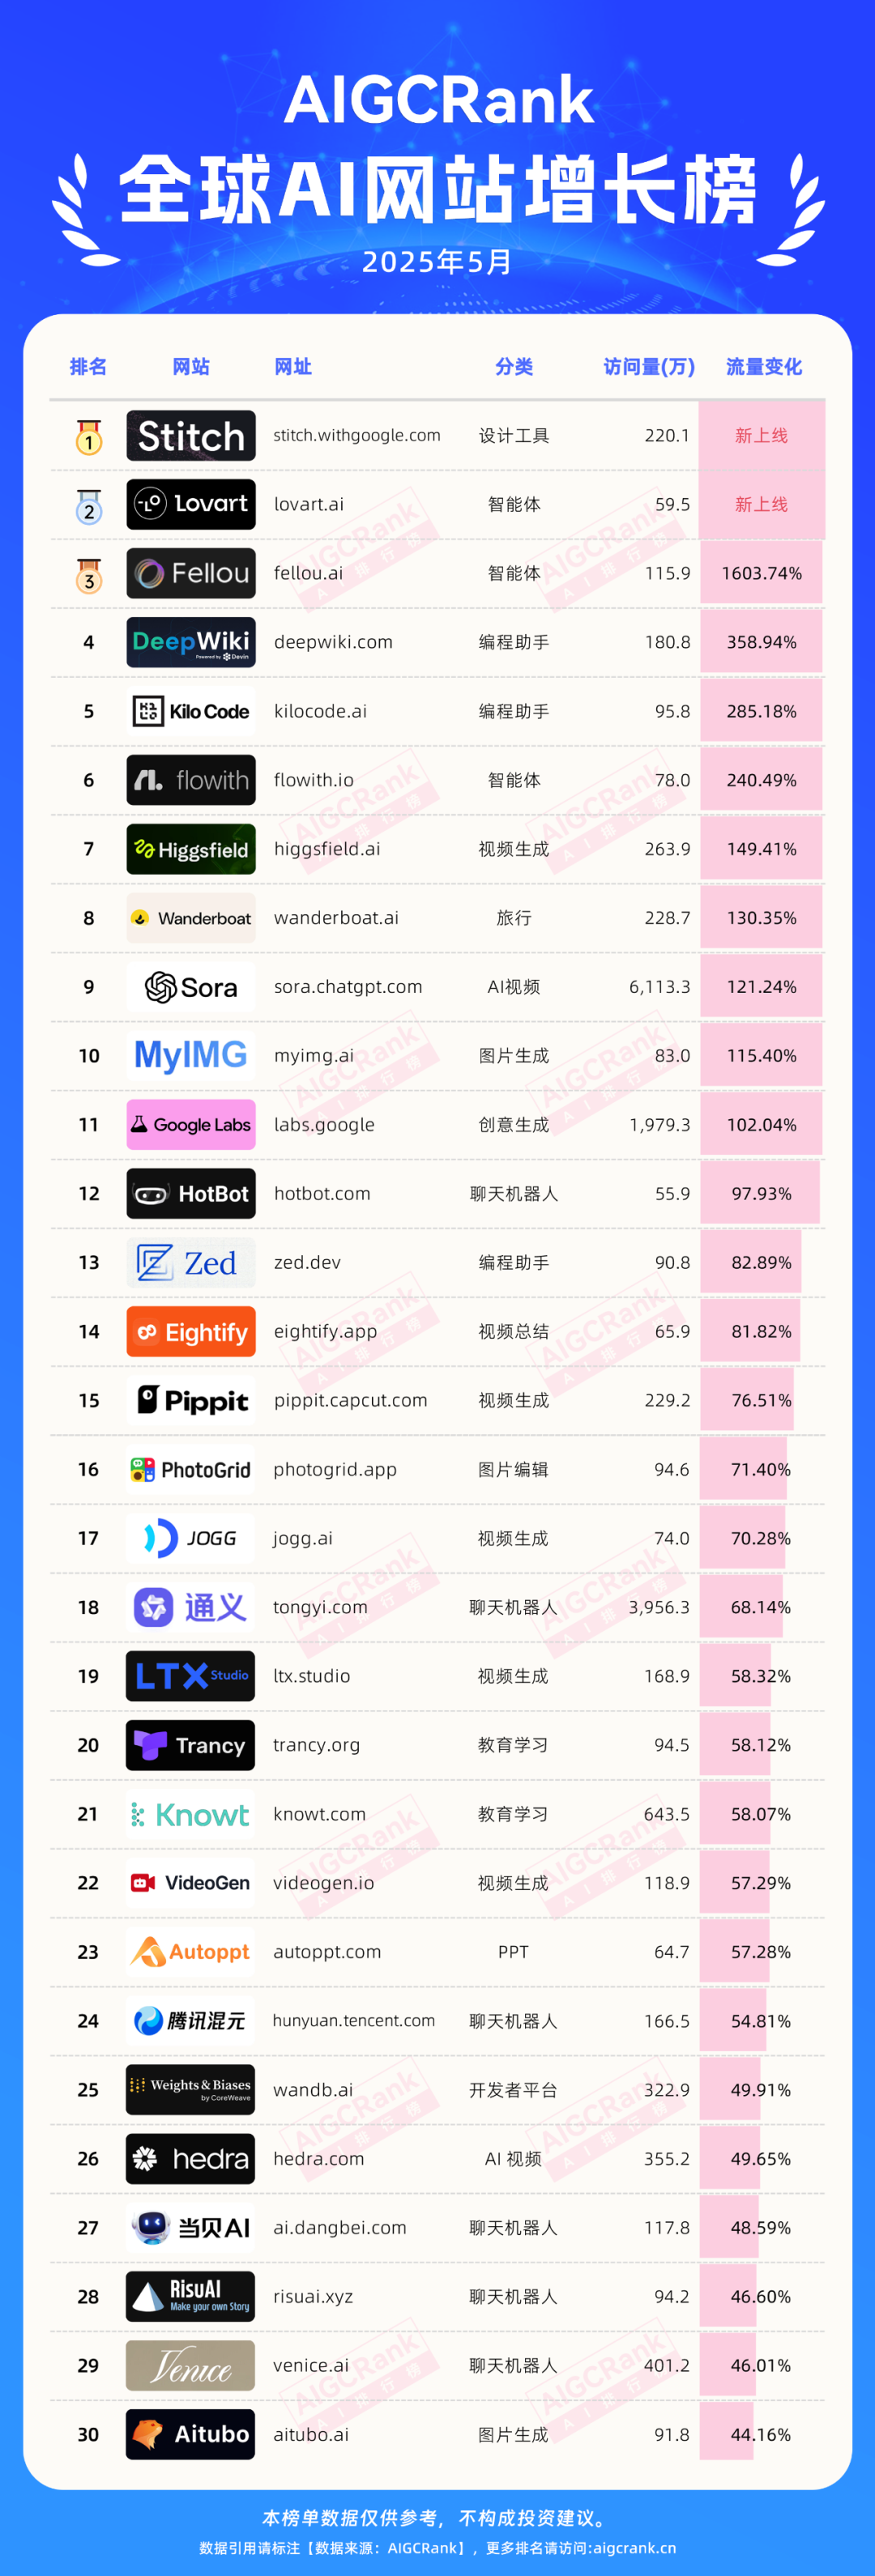 AIGCRank
全球AI网站增长榜
2025年5月
排名 网站 网址 分类 访问量(万) 流量变化
1 Stitch stitch.withgoogle.com 设计工具 220.1 新上线
2 Lovart lovart.ai 智能体 59.5 新上线
3 Fellou fellou.ai 智能体 115.9 1603.74%
4 DeepWiki Powered by Devin deepwiki.com 编程助手 180.8 358.94%
5 Kilo Code kilocode.ai 编程助手 95.8 285.18%
6 flowith flowith.io 智能体 78.0 240.49%
7 Higgsfield higgsfield.ai 视频生成 263.9 149.41%
8 Wanderboat wanderboat.ai 旅行 228.7 130.35%
9 Sora sora.chatgpt.com AI视频 6,113.3 121.24%
10 MyIMG myimg.ai 图片生成 83.0 115.40%
11 Google Labs labs.google 创意生成 1,979.3 102.04%
12 HotBot hotbot.com 聊天机器人 55.9 97.93%
13 Zed zed.dev 编程助手 90.8 82.89%
14 Eightify eightify.app 视频总结 65.9 81.82%
15 Pippit pippit.capcut.com 视频生成 229.2 76.51%
16 PhotoGrid photogrid.app 图片编辑 94.6 71.40%
17 JOGG jogg.ai 视频生成 74.0 70.28%
18 通义 tongyi.com 聊天机器人 3,956.3 68.14%
19 LTX Studio ltx.studio 视频生成 168.9 58.32%
20 Trancy trancy.org 教育学习 94.5 58.12%
21 Knowt knowt.com 教育学习 643.5 58.07%
22 VideoGen videogen.io 视频生成 118.9 57.29%
23 Autoppt autoppt.com PPT 64.7 57.28%
24 腾讯混元 hunyuan.tencent.com 聊天机器人 166.5 54.81%
25 Weights & Biases by CoreWeave wandb.ai 开发者平台 322.9 49.91%
26 hedra hedra.com AI 视频 355.2 49.65%
27 当贝AI ai.dangbei.com 聊天机器人 117.8 48.59%
28 RisuAI Make your own Story risuai.xyz 聊天机器人 94.2 46.60%
29 Venice venice.ai 聊天机器人 401.2 46.01%
30 Aitubo aitubo.ai 图片生成 91.8 44.16%
本榜单数据仅供参考，不构成投资建议。
数据引用请标注【数据来源：AIGCRank】，更多排名请访问:aigcrank.cn